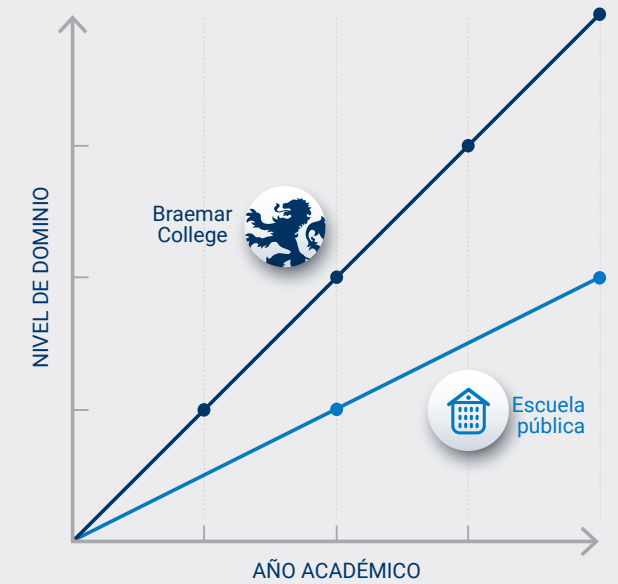 Braemar
College
NIVEL DE DOMINIO
Escuela
pública
AÑO ACADÉMICO